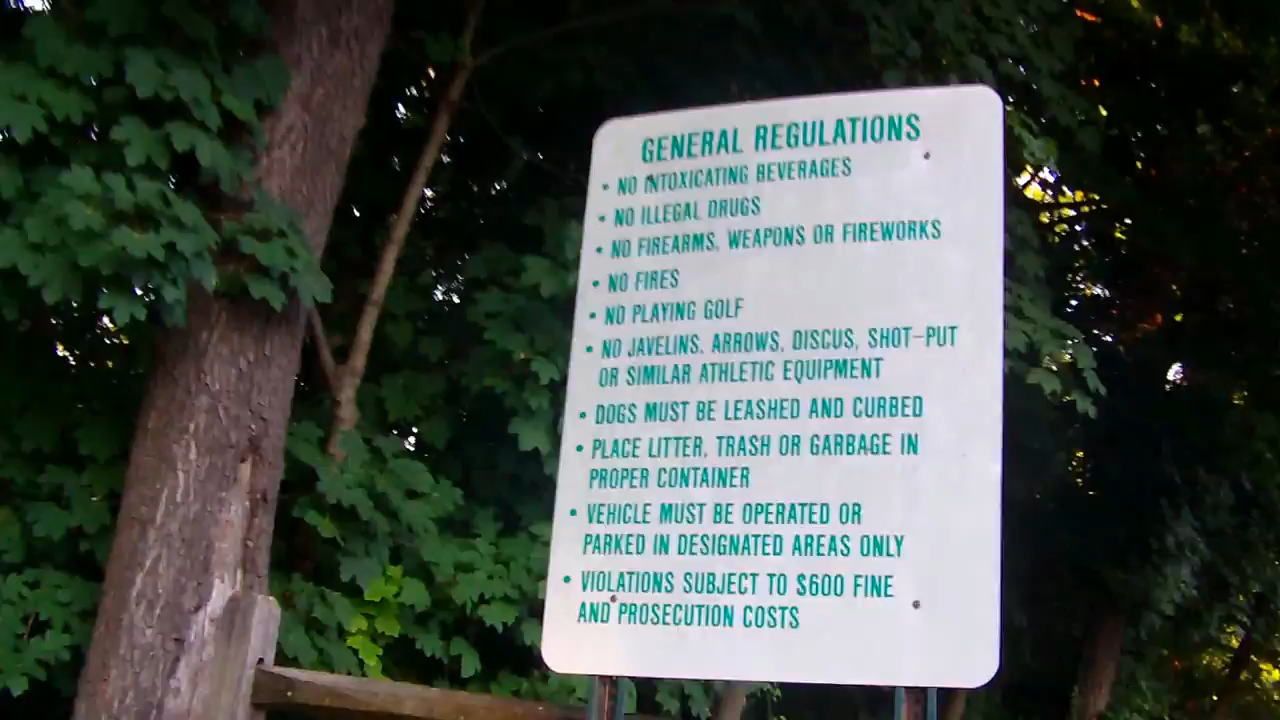 GENERAL REGULATIONS
• NO INTOXICATING BEVERAGES
• NO ILLEGAL DRUGS
• NO FIREARMS, WEAPONS OR FIREWORKS
• NO FIRES
• NO PLAYING GOLF
• NO JAVELINS, ARROWS, DISCUS, SHOT-PUT
OR SIMILAR ATHLETIC EQUIPMENT
• DOGS MUST BE LEASHED AND CURBED
• PLACE LITTER, TRASH OR GARBAGE IN
PROPER CONTAINER
• VEHICLE MUST BE OPERATED OR
PARKED IN DESIGNATED AREAS ONLY
• VIOLATIONS SUBJECT TO $600 FINE
AND PROSECUTION COSTS